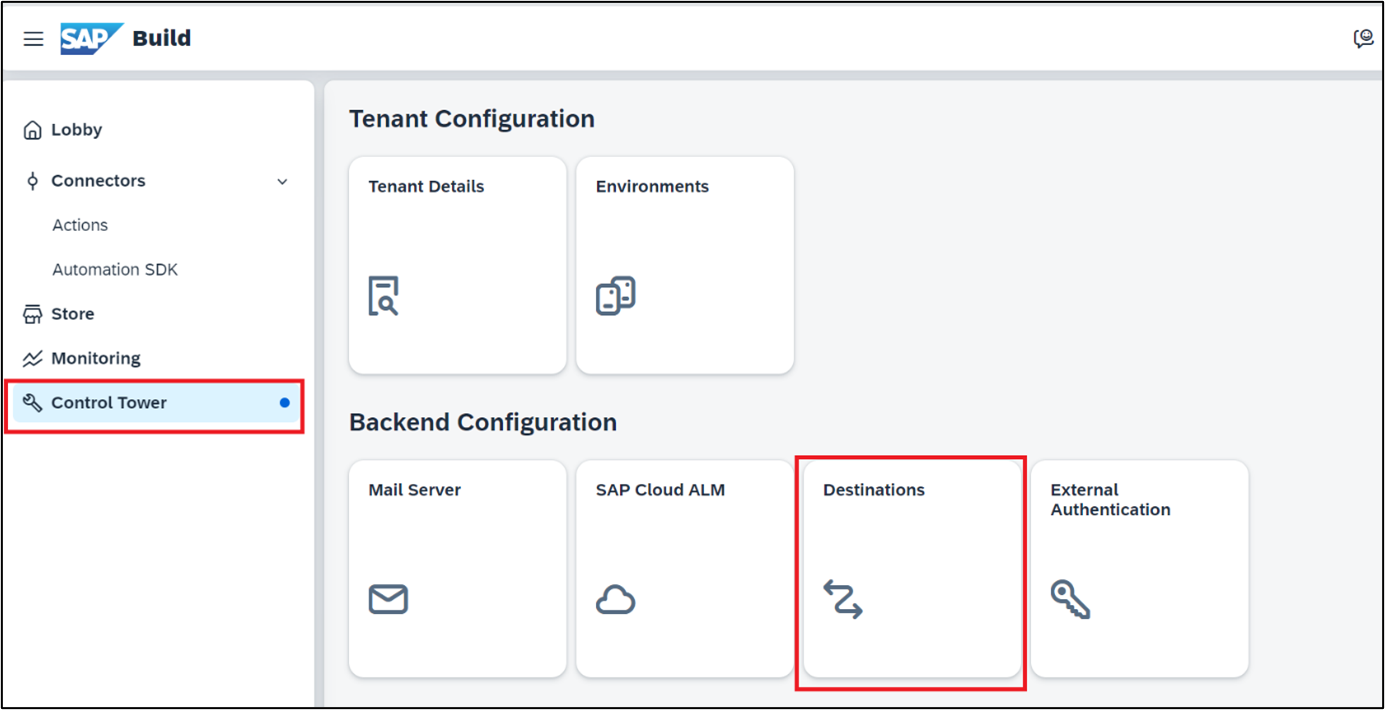 SAP Build
Lobby
Connectors
Actions
Automation SDK
Store
Monitoring
Control Tower
Tenant Configuration
Tenant Details
Environments
Backend Configuration
Mail Server
SAP Cloud ALM
Destinations
External
Authentication